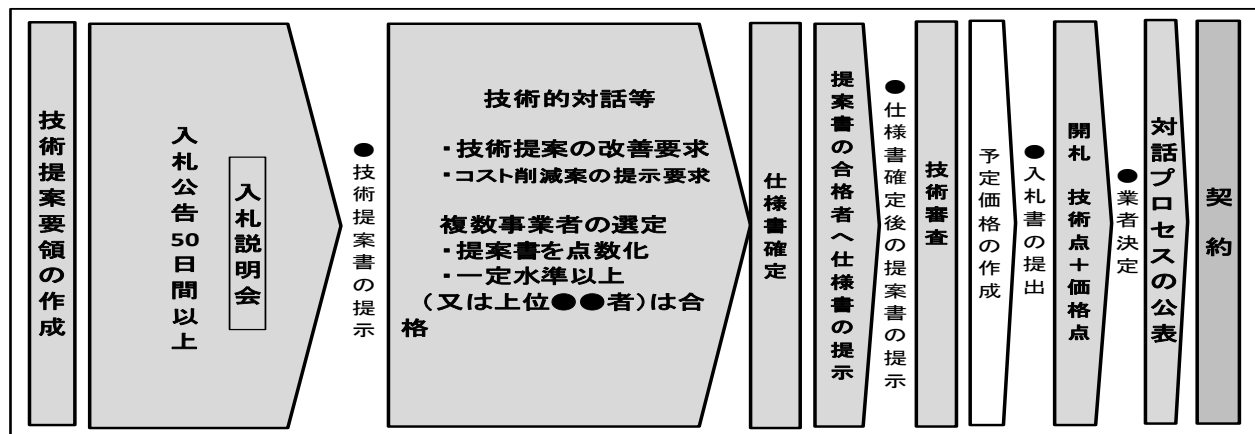 技術提案要領の作成
入札公告50日間以上
入札説明会
●技術提案書の提示
技術的対話等
・技術提案の改善要求
・コスト削減案の提示要求
複数事業者の選定
・提案書を点数化
・一定水準以上
（又は上位●●者）は合
格
仕様書確定
提案書の合格者へ仕様書の提示
●仕様書確定後の提案書の提示
技術審査
予定価格の作成
●入札書の提出
開札　技術点＋価格点
●業者決定
対話プロセスの公表
契約